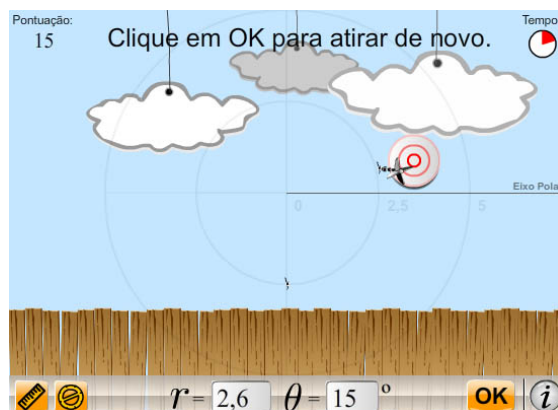 Pontuação:
15
Clique em OK para atirar de novo.
Tempo
Eixo Pola
0 2,5 5
r = 2,6 θ = 15 º OK i